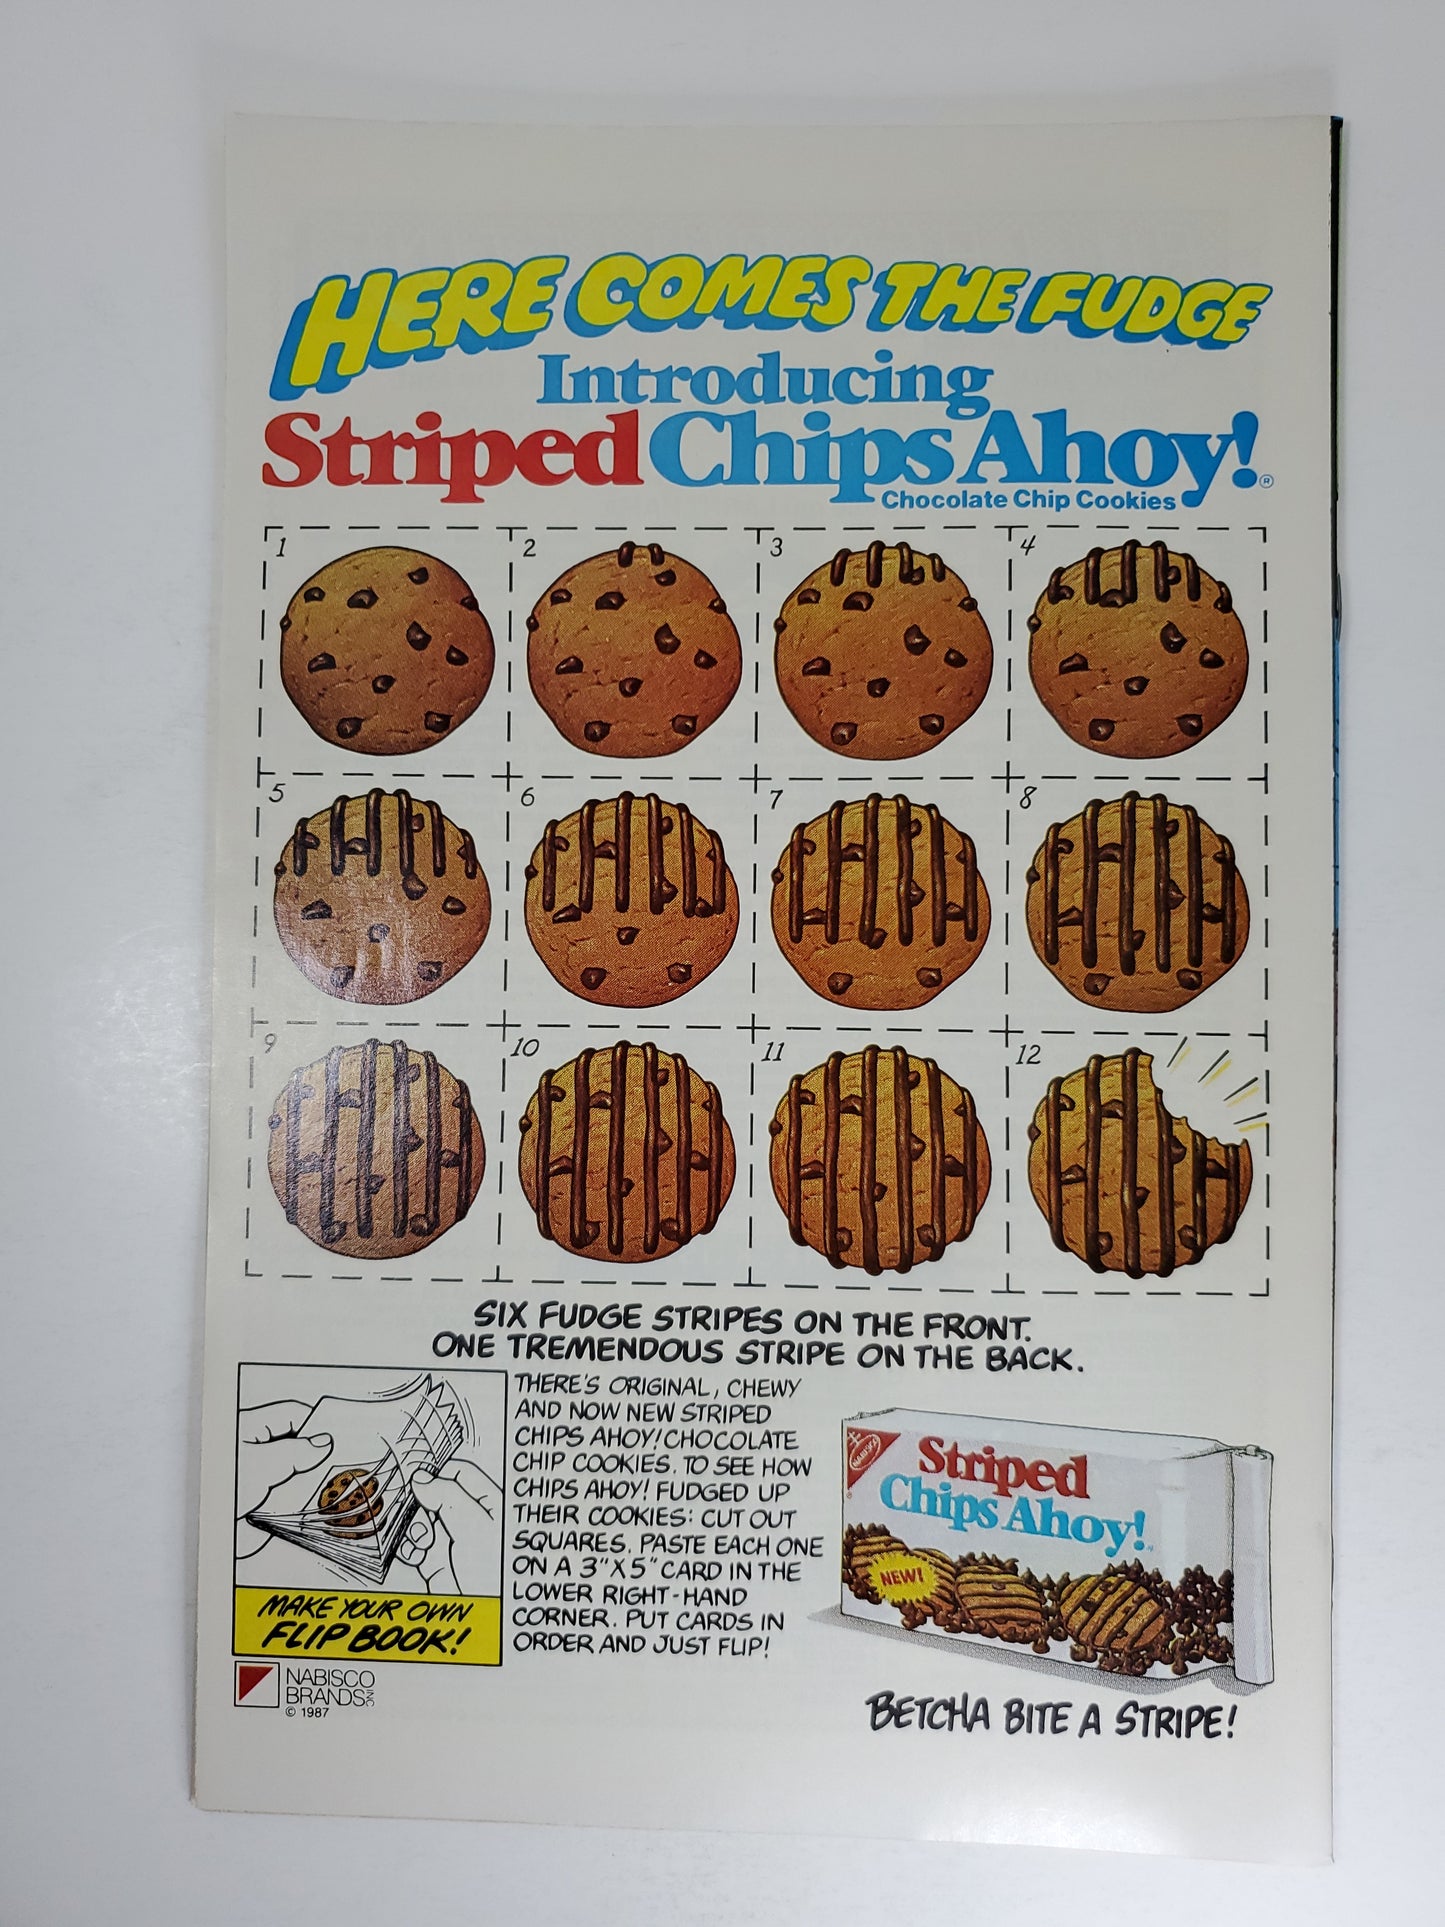 HERE COMES THE FUDGE
Introducing
Striped Chips Ahoy!®
Chocolate Chip Cookies
1
2
3
4
5
6
7
8
9
10
11
12
SIX FUDGE STRIPES ON THE FRONT.
ONE TREMENDOUS STRIPE ON THE BACK.
THERE'S ORIGINAL, CHEWY
AND NOW NEW STRIPED
CHIPS AHOY! CHOCOLATE
CHIP COOKIES. TO SEE HOW
CHIPS AHOY! FUDGED UP
THEIR COOKIES: CUT OUT
SQUARES. PASTE EACH ONE
ON A 3"X5" CARD IN THE
LOWER RIGHT-HAND
CORNER. PUT CARDS IN
ORDER AND JUST FLIP!
MAKE YOUR OWN
FLIP BOOK!
NABISCO
Striped
Chips Ahoy!
NEW!
NABISCO
BRANDS INC
© 1987
BETCHA BITE A STRIPE!